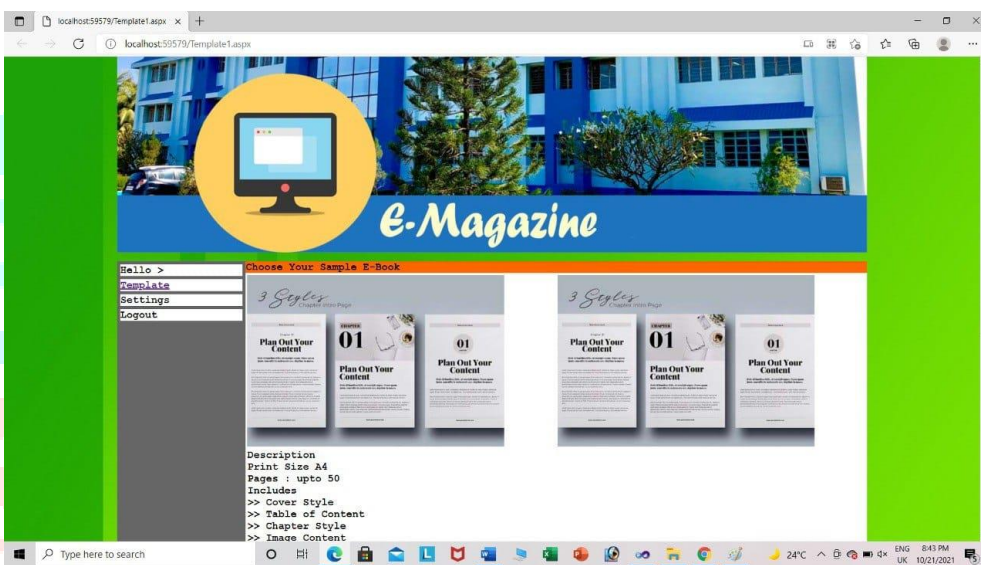 localhost:59579/Template1.aspx
localhost:59579/Template1.aspx
E-Magazine
Hello >
Template
Settings
Logout
Choose Your Sample E-Book
3 Styles
Chapter Intro Page
Plan Out Your
Content
CHAPTER
01
Plan Out Your
Content
01
Plan Out Your
Content
3 Styles
Chapter Intro Page
Plan Out Your
Content
CHAPTER
01
Plan Out Your
Content
01
Plan Out Your
Content
Description
Print Size A4
Pages : upto 50
Includes
>> Cover Style
>> Table of Content
>> Chapter Style
>> Image Content
Type here to search
24°C
ENG
UK
8:43 PM
10/21/2021